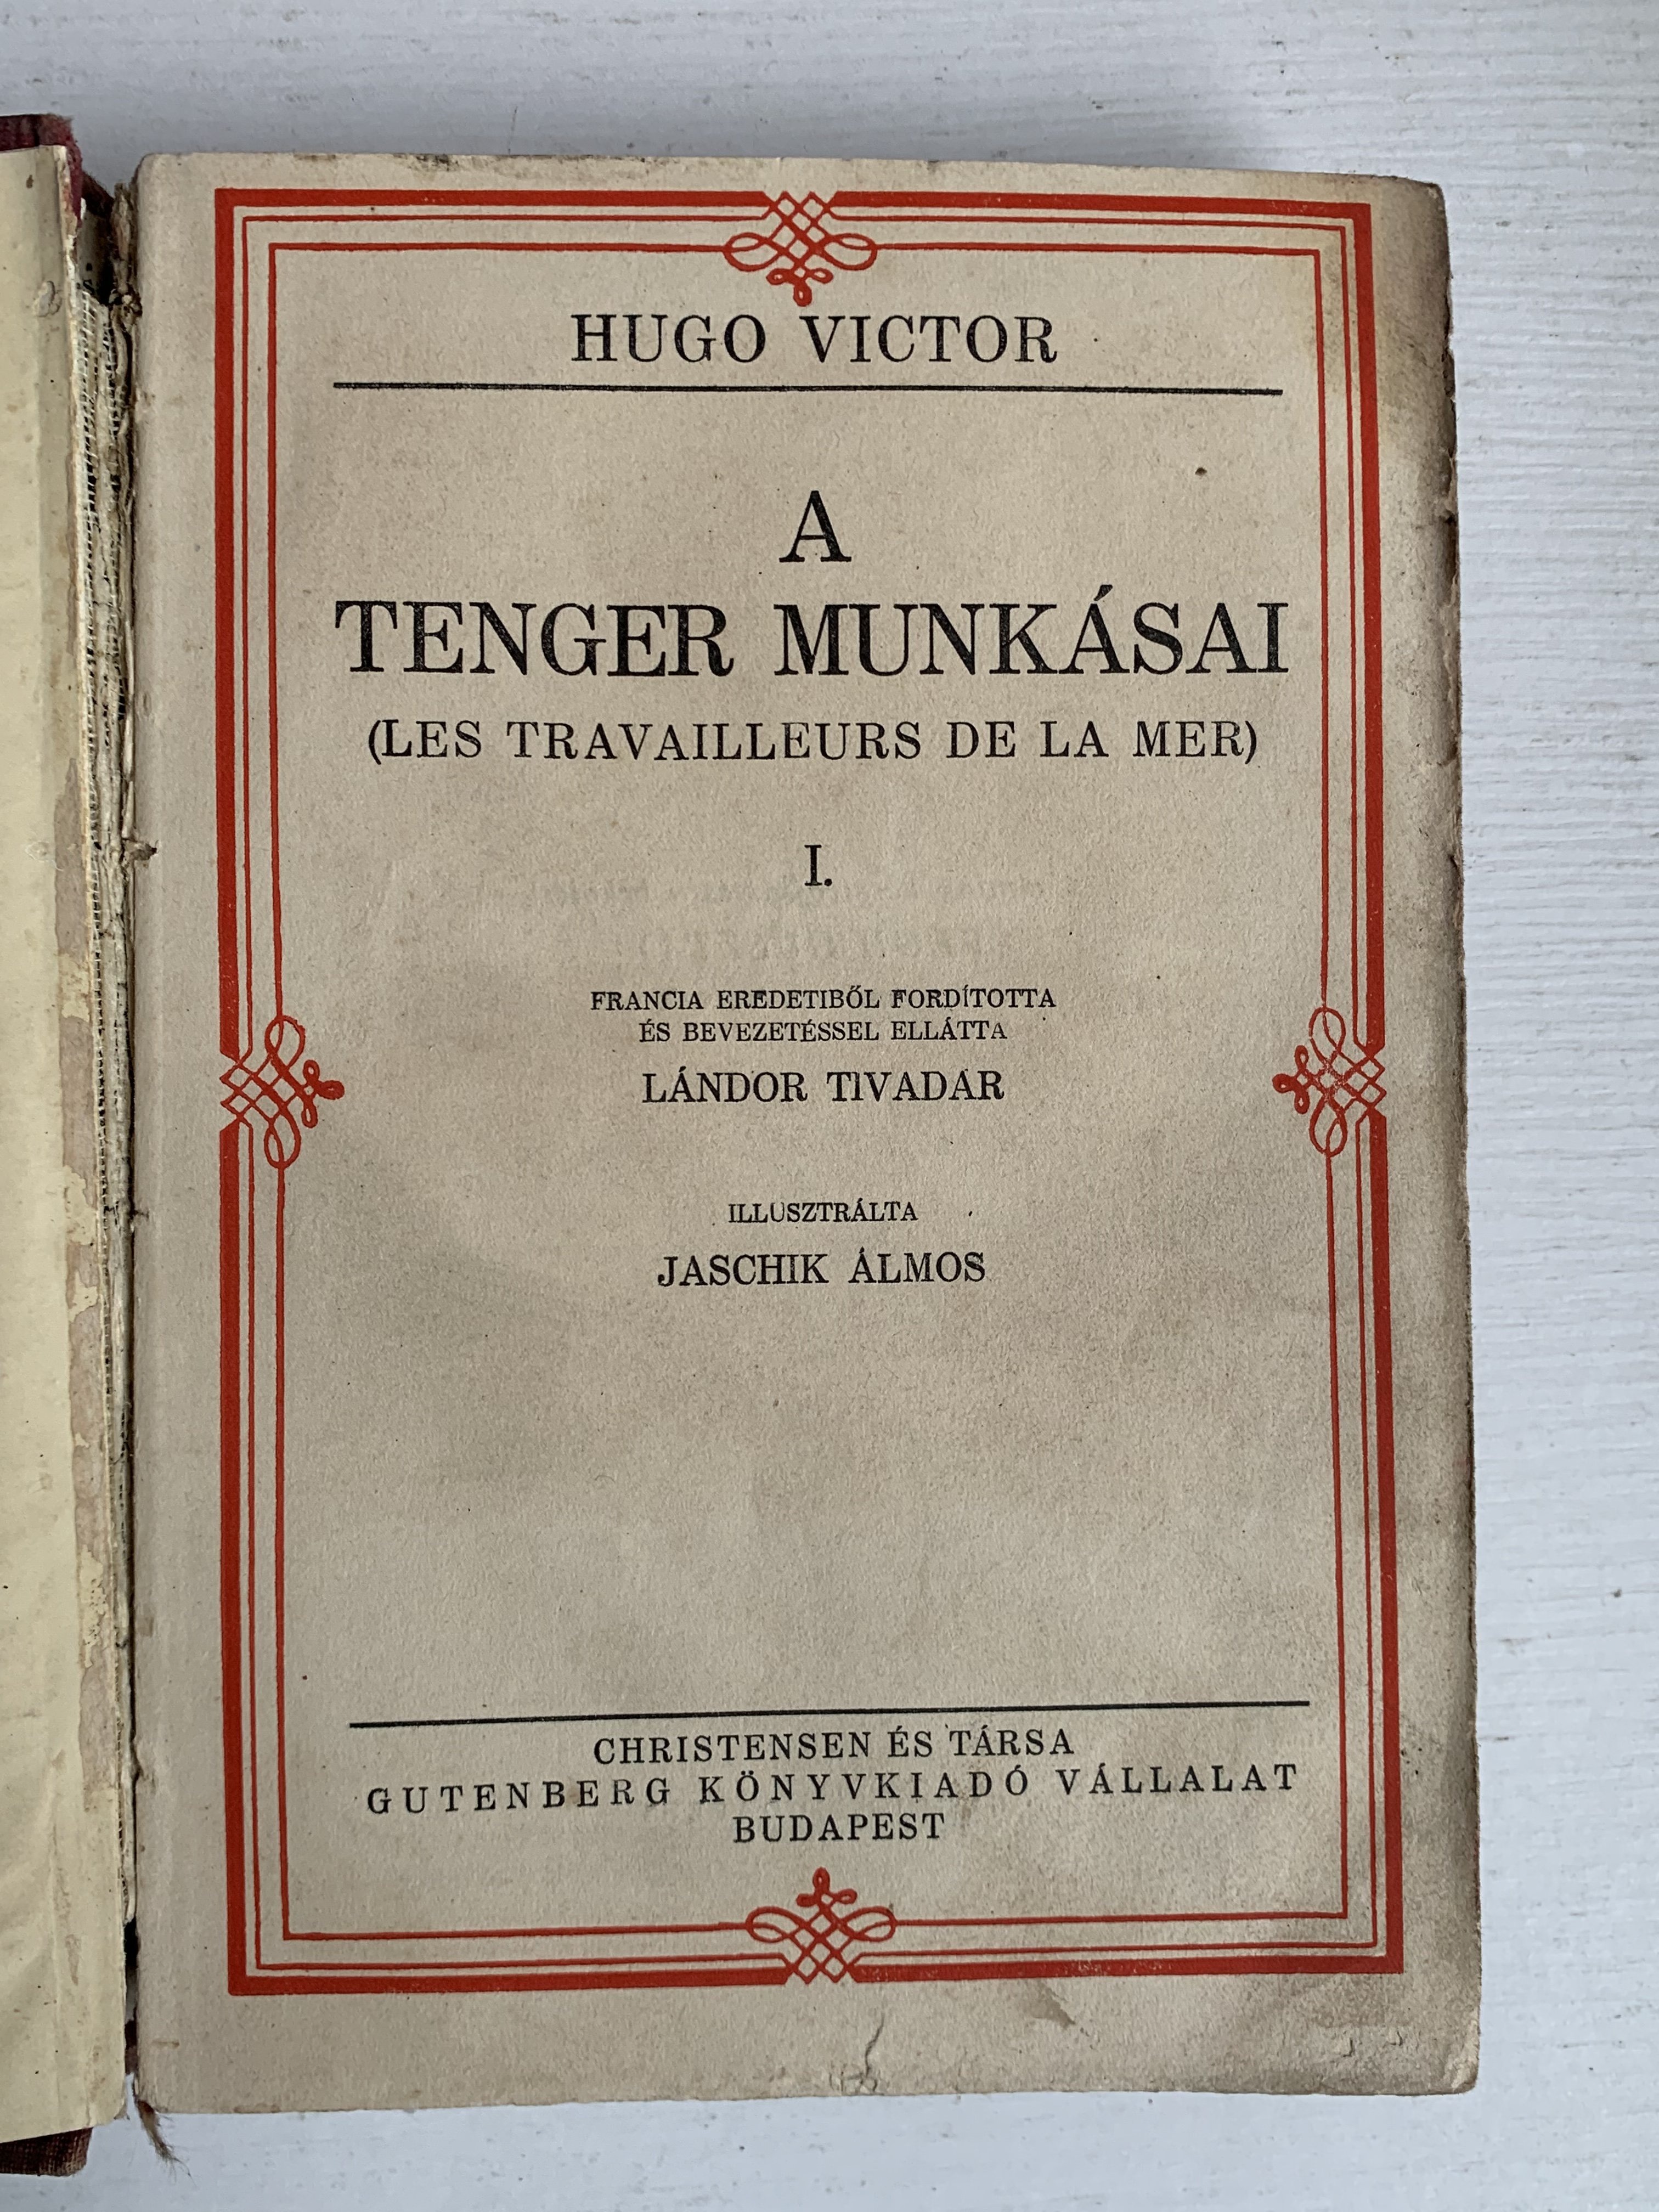 HUGO VICTOR
A
TENGER MUNKÁSAI
(LES TRAVAILLEURS DE LA MER)
I.
FRANCIA EREDETIBŐL FORDÍTOTTA
ÉS BEVEZETÉSSEL ELLÁTTA
LÁNDOR TIVADAR
ILLUSZTRÁLTA
JASCHIK ÁLMOS
CHRISTENSEN ÉS TÁRSA
GUTENBERG KÖNYVKIADÓ VÁLLALAT
BUDAPEST